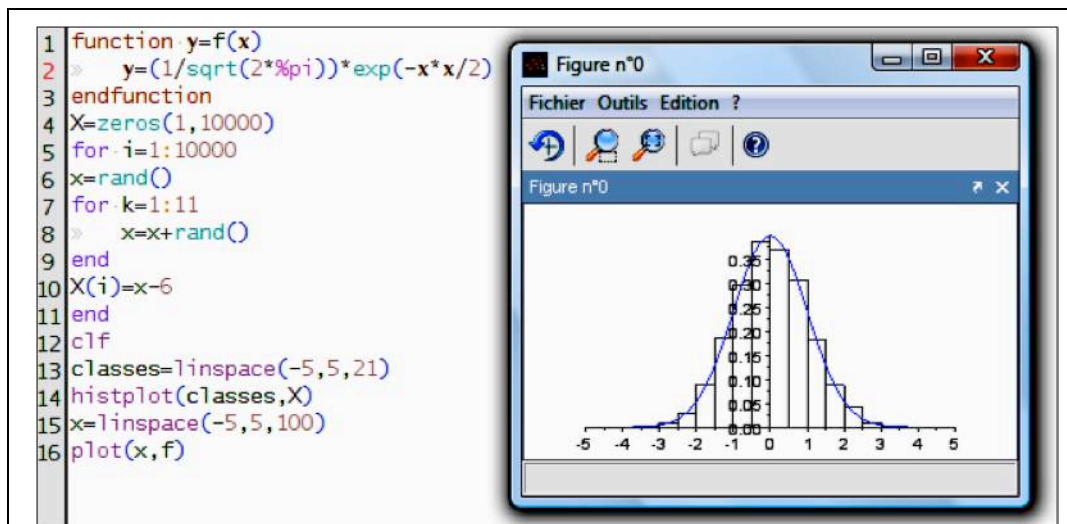 1 function y=f(x)
2 » y=(1/sqrt(2*%pi))*exp(-x*x/2)
3 endfunction
4 X=zeros(1,10000)
5 for i=1:10000
6 x=rand()
7 for k=1:11
8 » x=x+rand()
9 end
10 X(i)=x-6
11 end
12 clf
13 classes=linspace(-5,5,21)
14 histplot(classes,X)
15 x=linspace(-5,5,100)
16 plot(x,f)
Figure n°0
Fichier Outils Edition ?
Figure n°0
0.35
0.30
0.25
0.20
0.15
0.10
0.05
0.00
-5 -4 -3 -2 -1 0 1 2 3 4 5